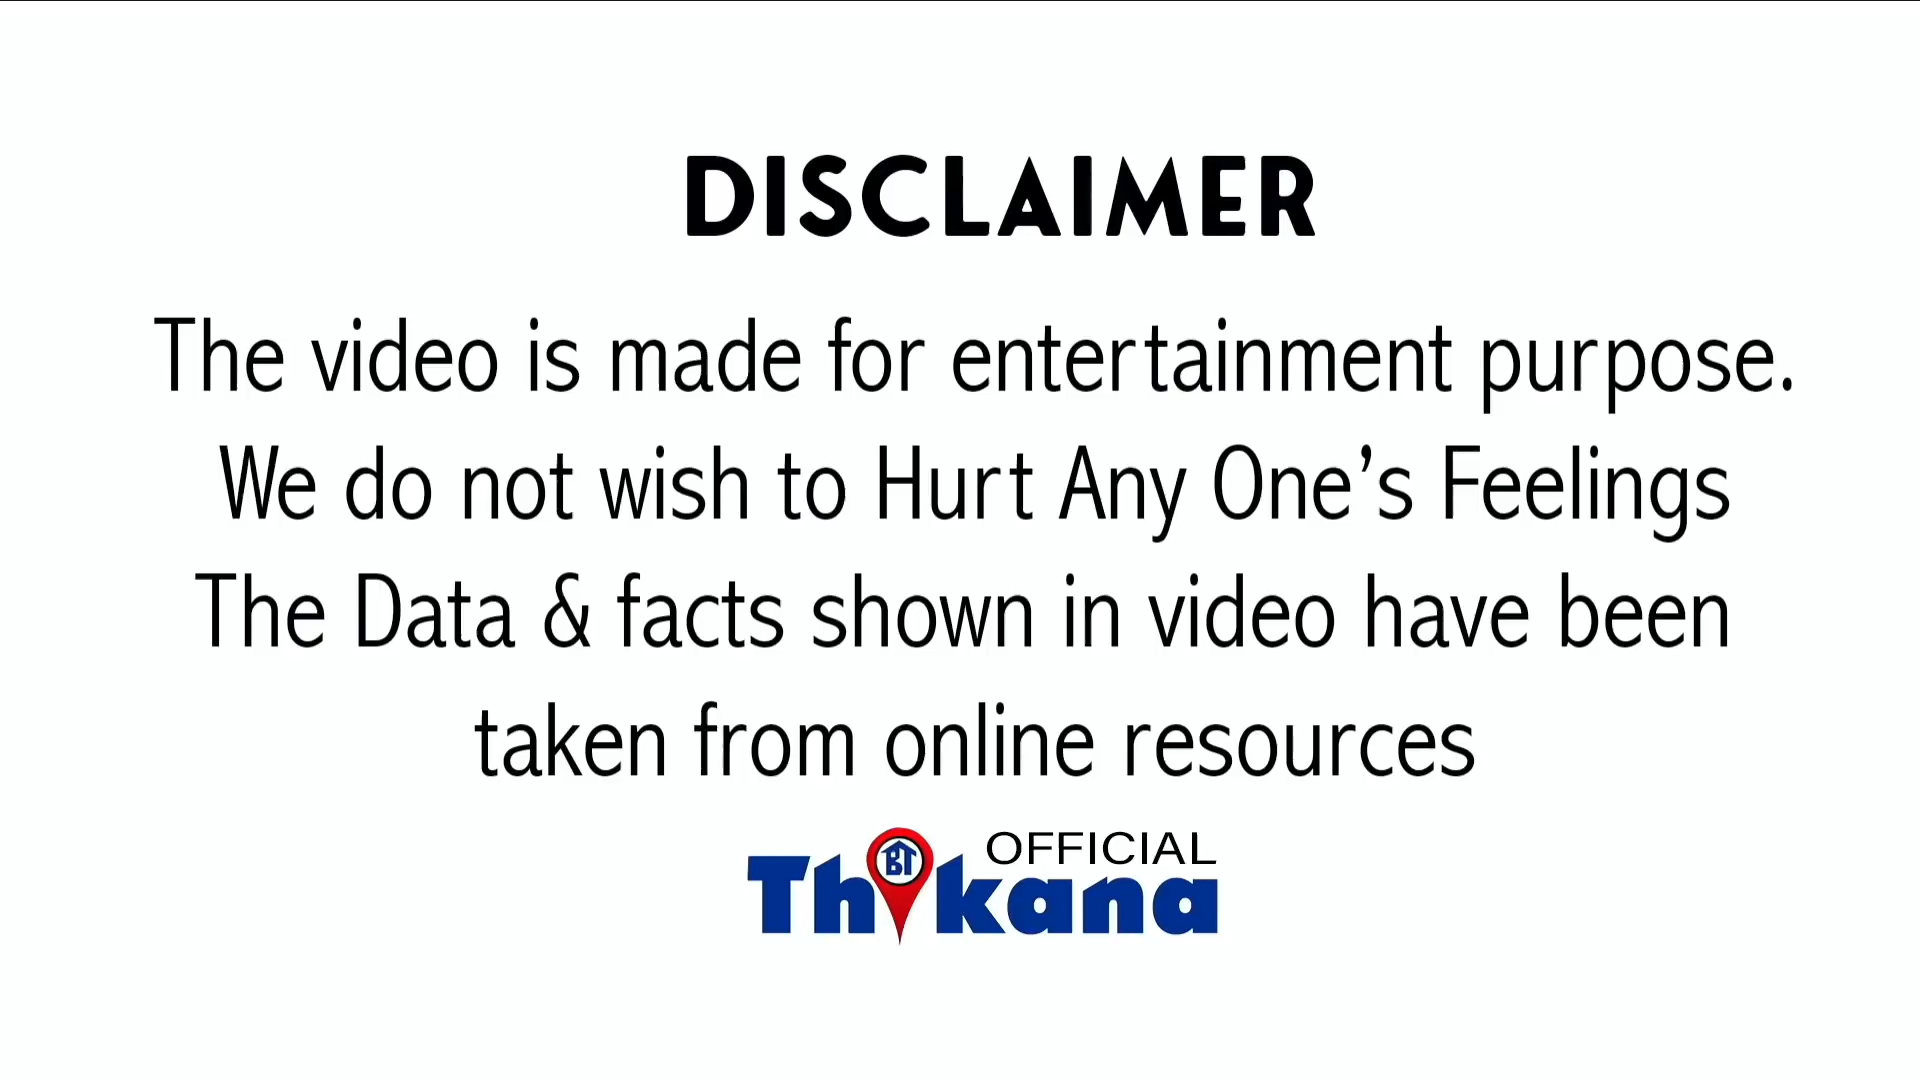 DISCLAIMER
The video is made for entertainment purpose.
We do not wish to Hurt Any One’s Feelings
The Data & facts shown in video have been
taken from online resources
OFFICIAL
BT
Thikana